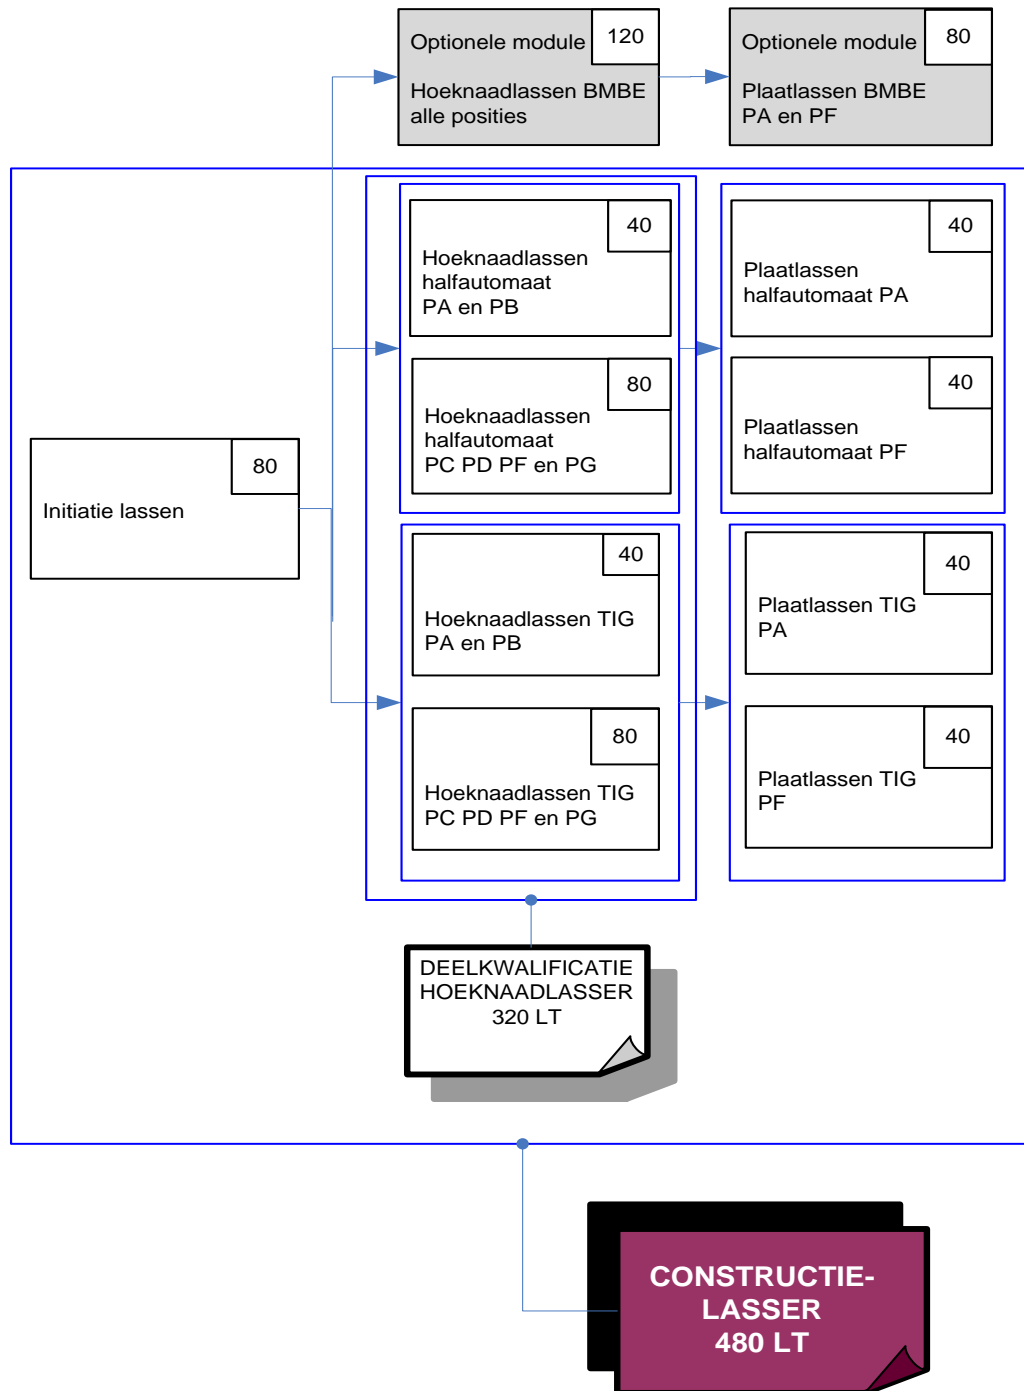 Optionele module
120
Hoeknaadlassen BMBE
alle posities
Optionele module
80
Plaatlassen BMBE
PA en PF
40
Hoeknaadlassen
halfautomaat
PA en PB
40
Plaatlassen
halfautomaat PA
80
Hoeknaadlassen
halfautomaat
PC PD PF en PG
40
Plaatlassen
halfautomaat PF
80
Initiatie lassen
40
Hoeknaadlassen TIG
PA en PB
40
Plaatlassen TIG
PA
80
Hoeknaadlassen TIG
PC PD PF en PG
40
Plaatlassen TIG
PF
DEELKWALIFICATIE
HOEKNAADLASSER
320 LT
CONSTRUCTIE-
LASSER
480 LT